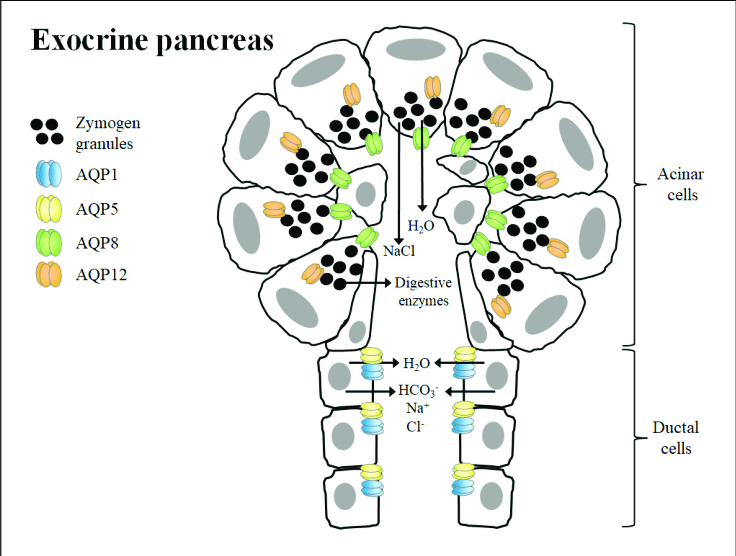 Exocrine pancreas
Zymogen
granules
AQP1
AQP5
AQP8
AQP12
H₂O
NaCl
Digestive
enzymes
Acinar
cells
H₂O
HCO₃⁻
Na⁺
Cl⁻
Ductal
cells